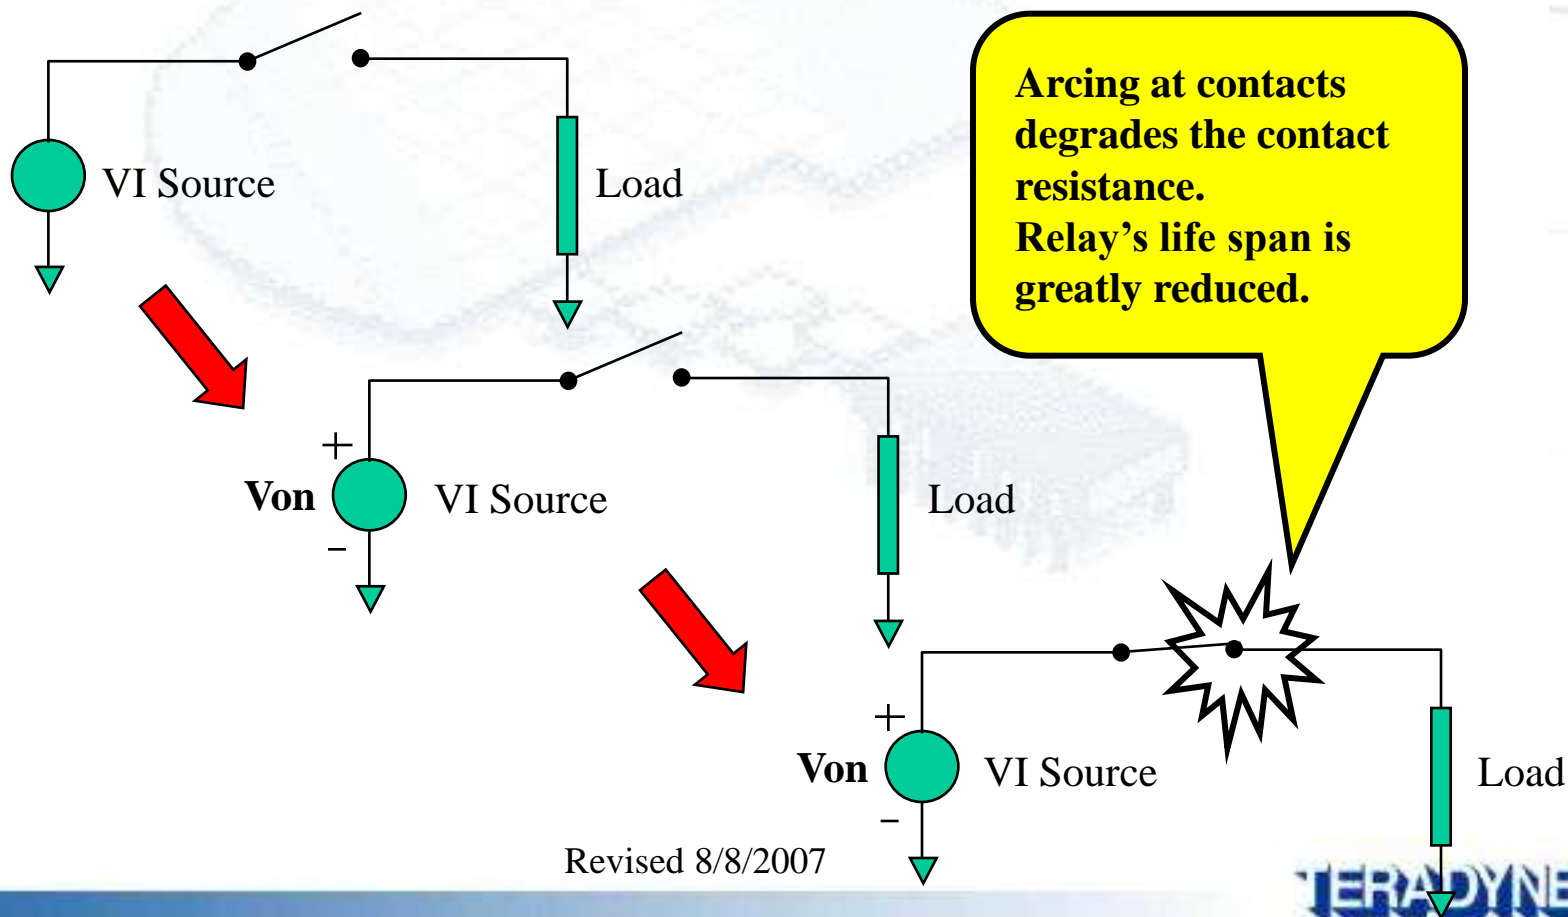 Arcing at contacts
degrades the contact
resistance.
Relay’s life span is
greatly reduced.
VI Source
Load
+
Von
VI Source
−
Load
+
Von
VI Source
−
Load
Revised 8/8/2007
TERADYNE